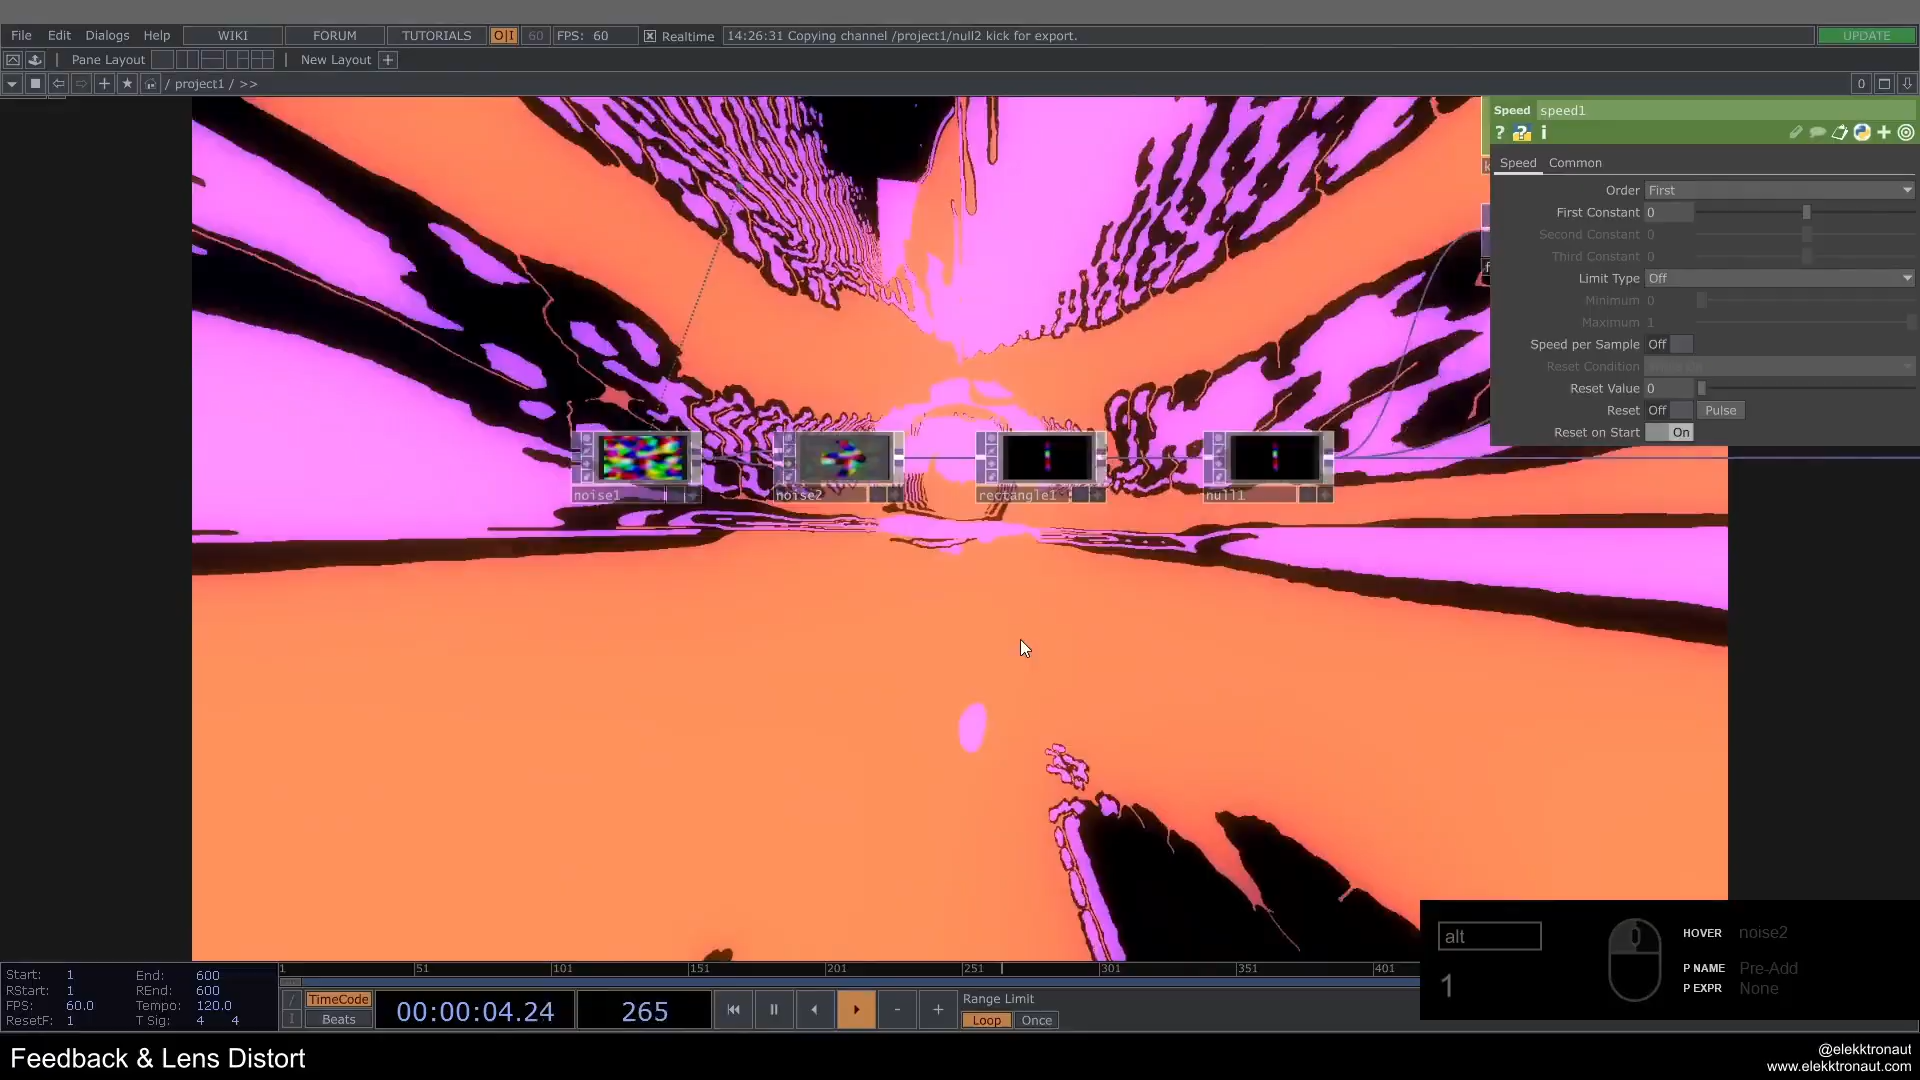 File Edit Dialogs Help WIKI FORUM TUTORIALS O|I 60 FPS: 60 Realtime 14:26:31 Copying channel /project1/null2 kick for export. UPDATE
Pane Layout New Layout +
/ project1 / >> 0
Speed speed1
? ? i
Speed Common
Order First
First Constant 0
Second Constant 0
Third Constant 0
Limit Type Off
Minimum 0
Maximum 1
Speed per Sample Off
Reset Condition
Reset Value 0
Reset Off Pulse
Reset on Start On
noise1 noise2 rectangle1 null1
alt
1
HOVER noise2
P NAME Pre-Add
P EXPR None
1 51 101 151 201 251 301 351 401
Start: 1 End: 600
RStart: 1 REnd: 600
FPS: 60.0 Tempo: 120.0
ResetF: 1 T Sig: 4 4
TimeCode
Beats
00:00:04.24 265
- +
Range Limit
Loop Once
Feedback & Lens Distort
@elekktronaut
www.elekktronaut.com